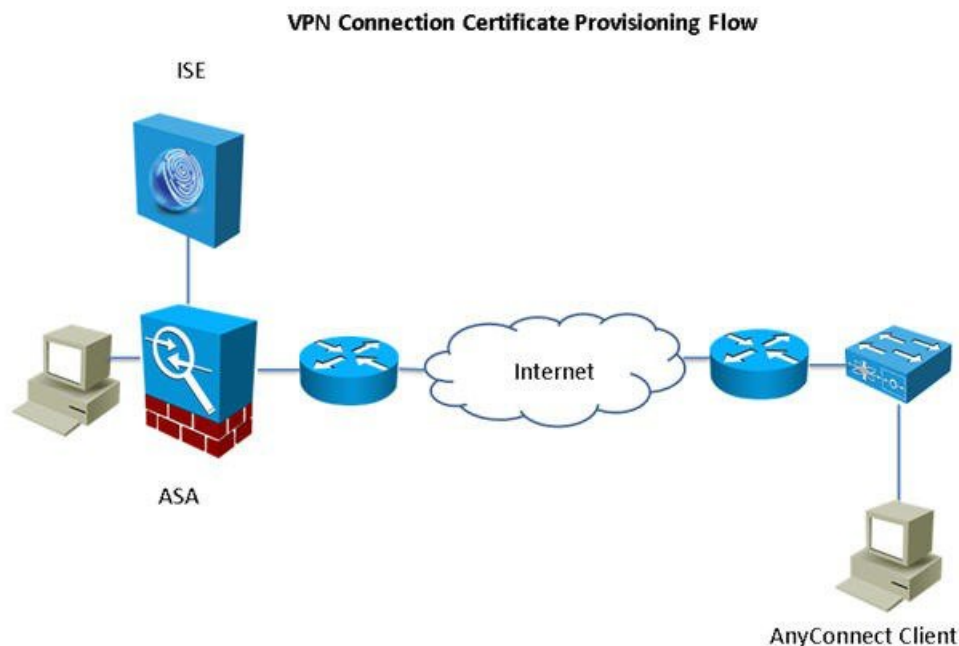 VPN Connection Certificate Provisioning Flow
ISE
Internet
ASA
AnyConnect Client